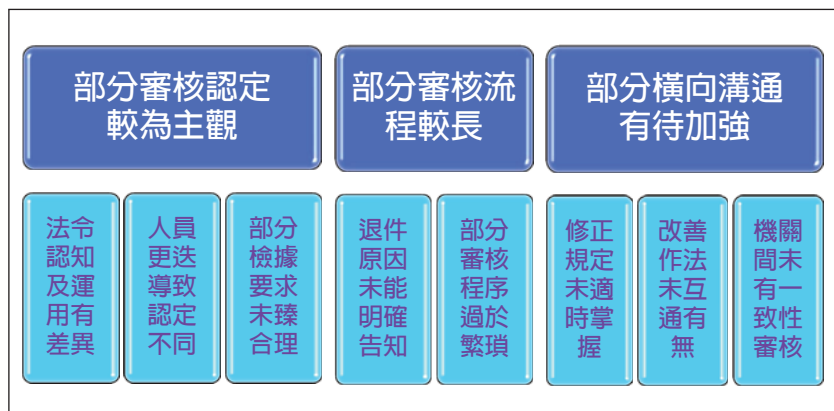 部分審核認定
較為主觀
部分審核流
程較長
部分橫向溝通
有待加強
法令
認知
及運
用有
差異
人員
更迭
導致
認定
不同
部分
檢據
要求
未臻
合理
退件
原因
未能
明確
告知
部分
審核
程序
過於
繁瑣
修正
規定
未適
時掌
握
改善
作法
未互
通有
無
機關
間未
有一
致性
審核